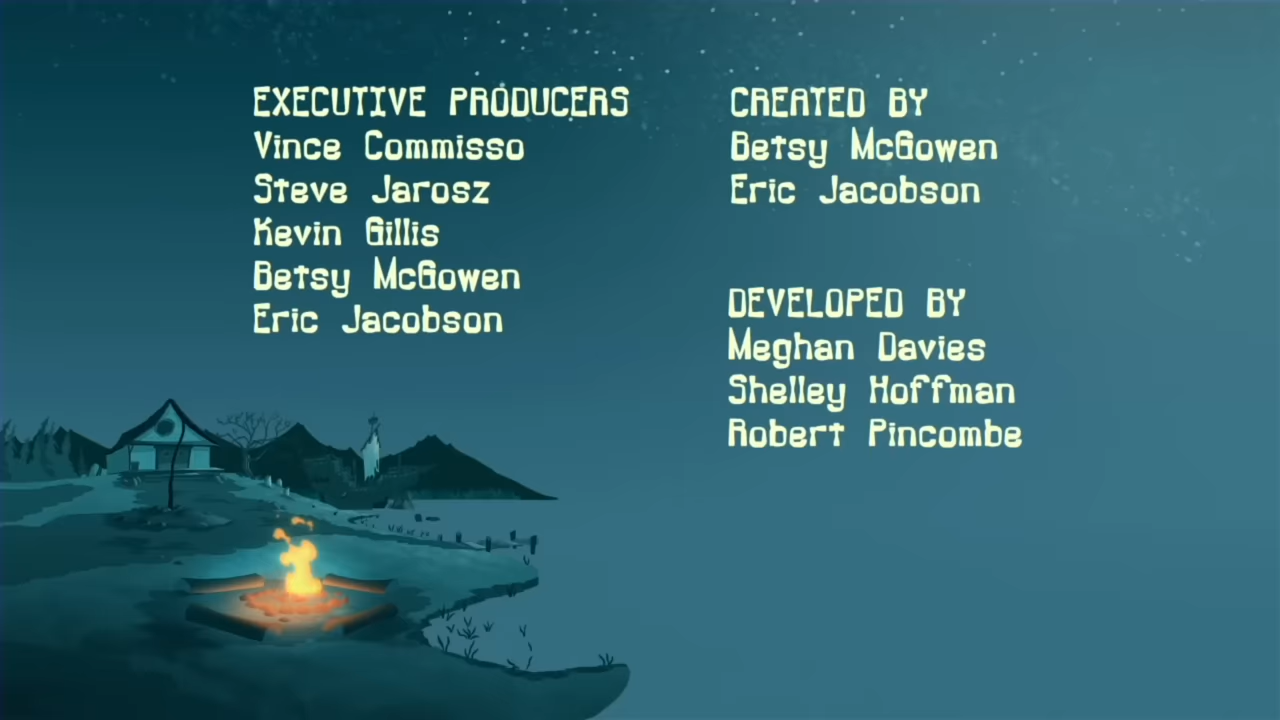 EXECUTIVE PRODUCERS
Vince Commisso
Steve Jarosz
Kevin Gillis
Betsy McGowen
Eric Jacobson
CREATED BY
Betsy McGowen
Eric Jacobson
DEVELOPED BY
Meghan Davies
Shelley Hoffman
Robert Pincombe